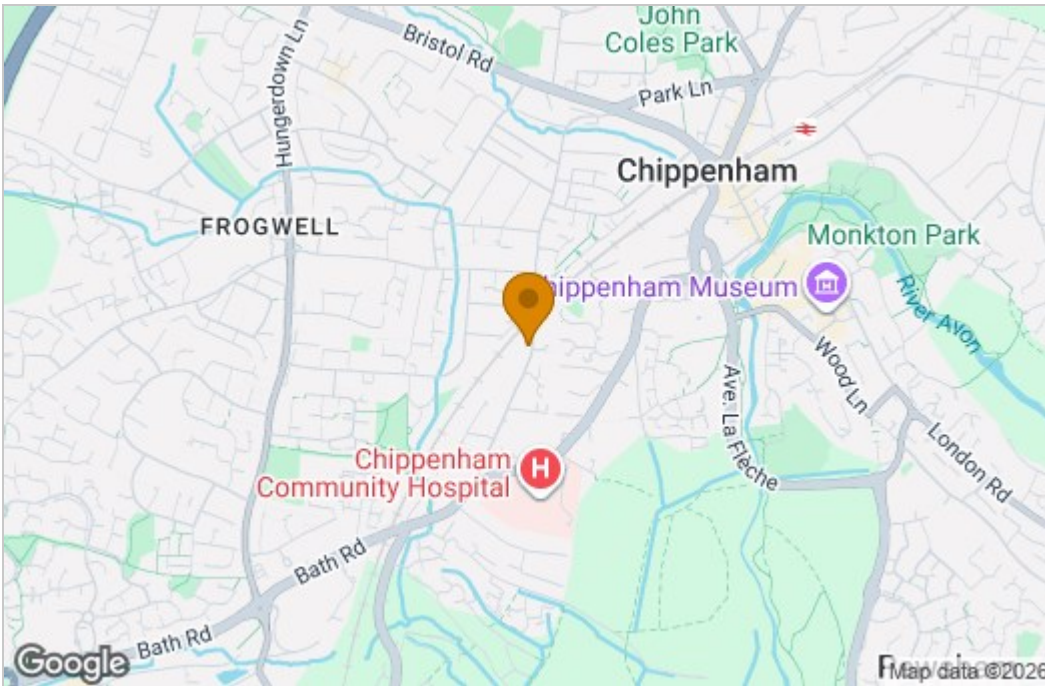 John
Coles Park
Bristol Rd
Park Ln
Hungerdown Ln
Chippenham
FROGWELL
Monkton Park
hippenham Museum
River Avon
Wood Ln
Ave. La Flèche
London Rd
Chippenham
Community Hospital
H
Bath Rd
Bath Rd
Google
Map data ©2026